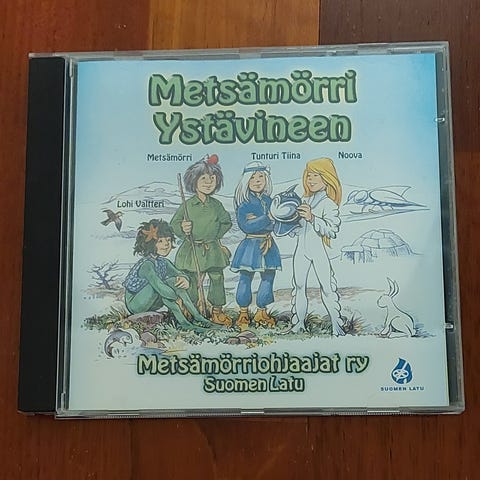 Metsämörri
Ystävineen
Metsämörri Tunturi Tiina Noova
Lohi Valtteri
Metsämörriohjaajat ry
Suomen Latu
SUOMEN LATU